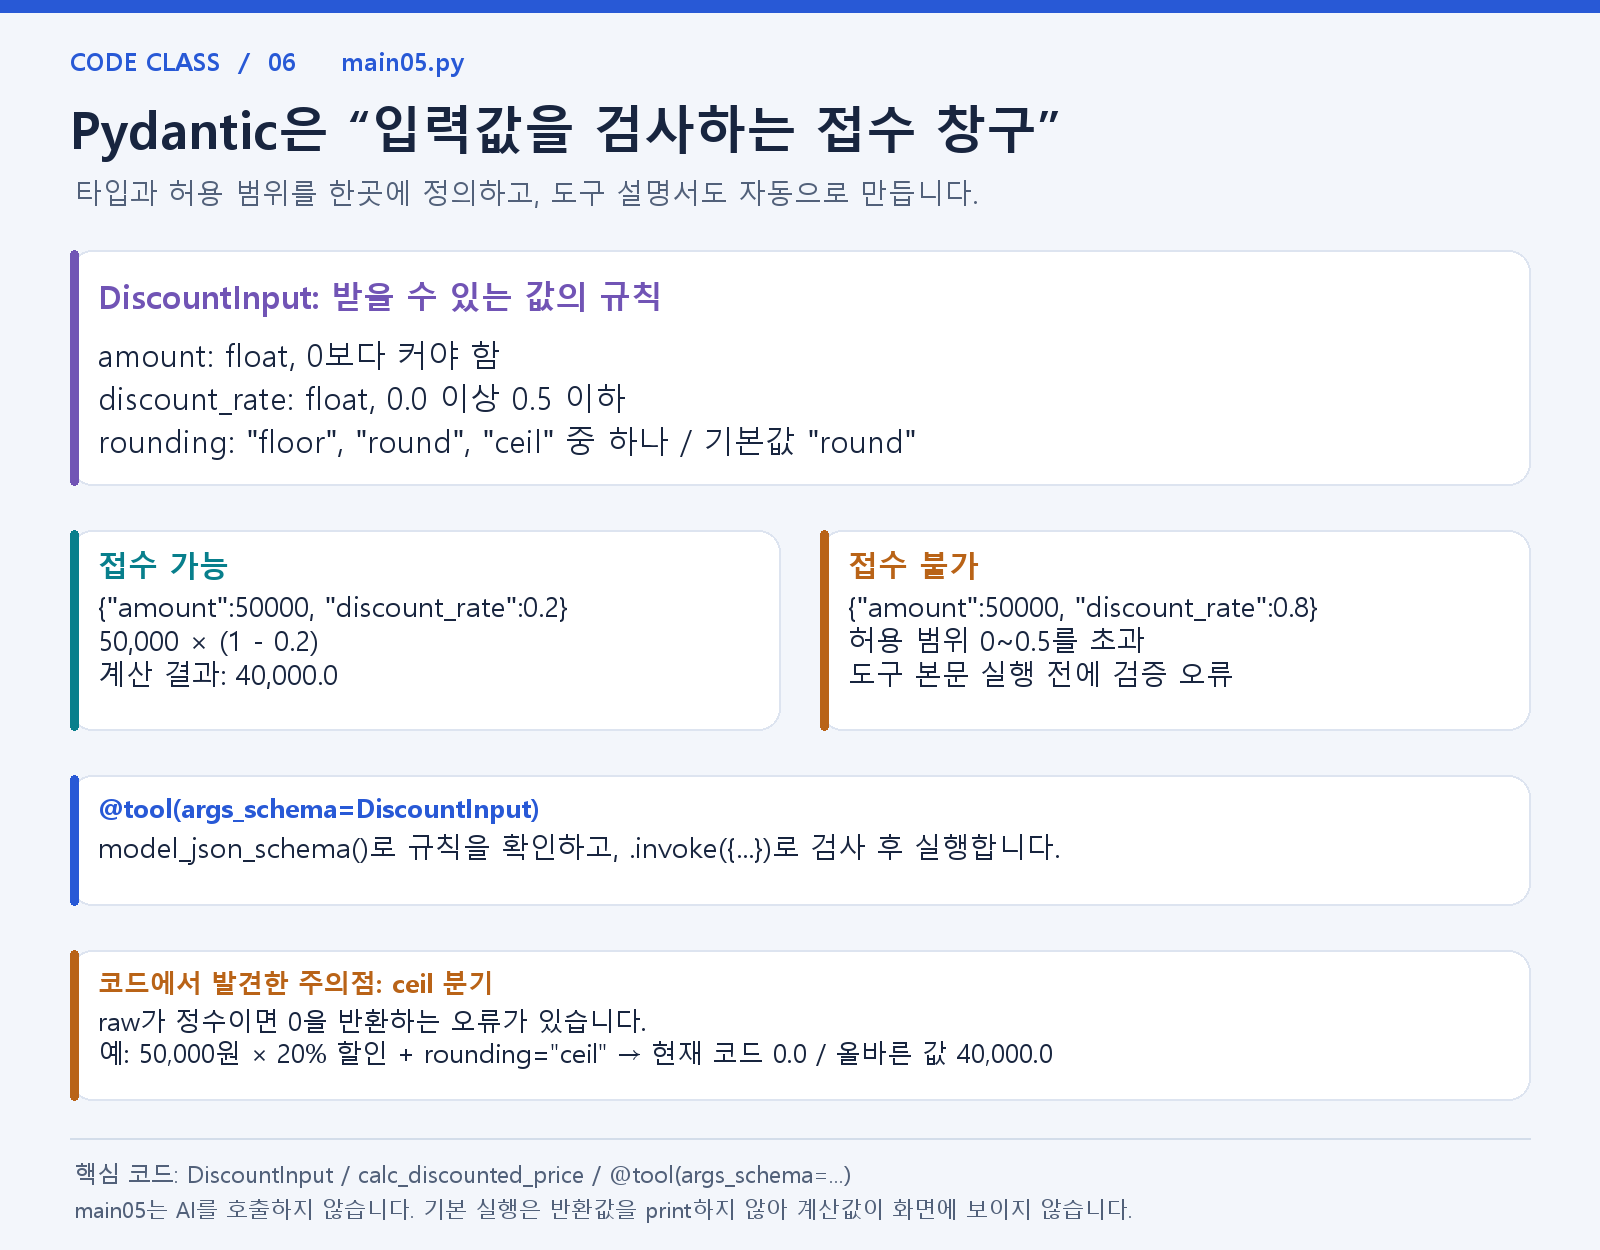 CODE CLASS / 06 main05.py
Pydantic은 “입력값을 검사하는 접수 창구”
타입과 허용 범위를 한곳에 정의하고, 도구 설명서도 자동으로 만듭니다.
DiscountInput: 받을 수 있는 값의 규칙
amount: float, 0보다 커야 함
discount_rate: float, 0.0 이상 0.5 이하
rounding: "floor", "round", "ceil" 중 하나 / 기본값 "round"
접수 가능
{"amount":50000, "discount_rate":0.2}
50,000 × (1 - 0.2)
계산 결과: 40,000.0
접수 불가
{"amount":50000, "discount_rate":0.8}
허용 범위 0~0.5를 초과
도구 본문 실행 전에 검증 오류
@tool(args_schema=DiscountInput)
model_json_schema()로 규칙을 확인하고, .invoke({...})로 검사 후 실행합니다.
코드에서 발견한 주의점: ceil 분기
raw가 정수이면 0을 반환하는 오류가 있습니다.
예: 50,000원 × 20% 할인 + rounding="ceil" → 현재 코드 0.0 / 올바른 값 40,000.0
핵심 코드: DiscountInput / calc_discounted_price / @tool(args_schema=...)
main05는 AI를 호출하지 않습니다. 기본 실행은 반환값을 print하지 않아 계산값이 화면에 보이지 않습니다.